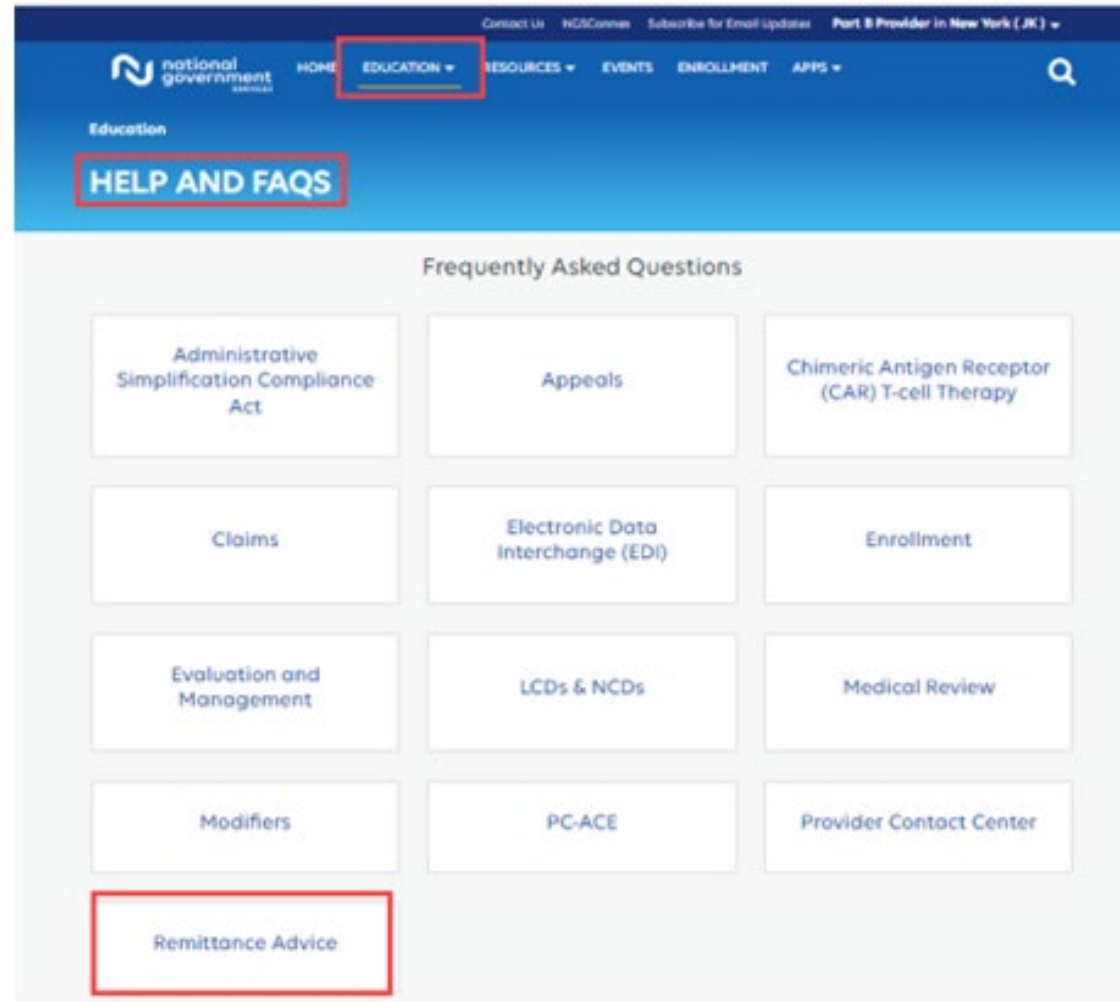 Contact Us NGSConnex Subscribe for Email Updates Part B Provider in New York ( JK )
national
government
SERVICES
HOME EDUCATION RESOURCES EVENTS ENROLLMENT APPS
Education
HELP AND FAQS
Frequently Asked Questions
Administrative
Simplification Compliance
Act
Appeals
Chimeric Antigen Receptor
(CAR) T-cell Therapy
Claims
Electronic Data
Interchange (EDI)
Enrollment
Evaluation and
Management
LCDs & NCDs
Medical Review
Modifiers
PC-ACE
Provider Contact Center
Remittance Advice